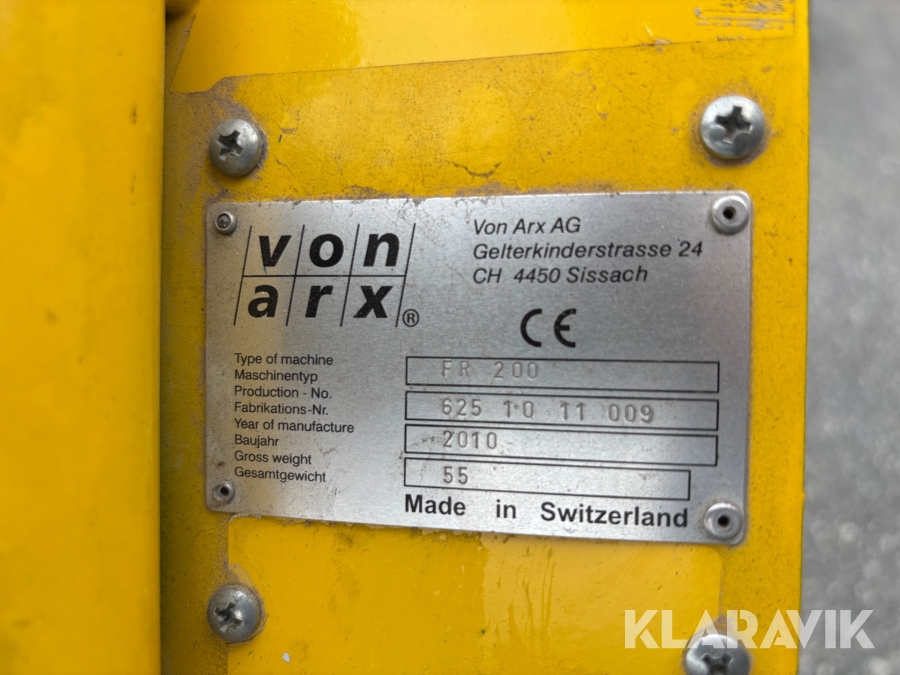 von
arx®
Von Arx AG
Gelterkinderstrasse 24
CH 4450 Sissach
CE
Type of machine
Maschinentyp
FR 200
Production - No.
Fabrikations-Nr.
625 10 11 009
Year of manufacture
Baujahr
2010
Gross weight
Gesamtgewicht
55
Made in Switzerland
KLARAVIK